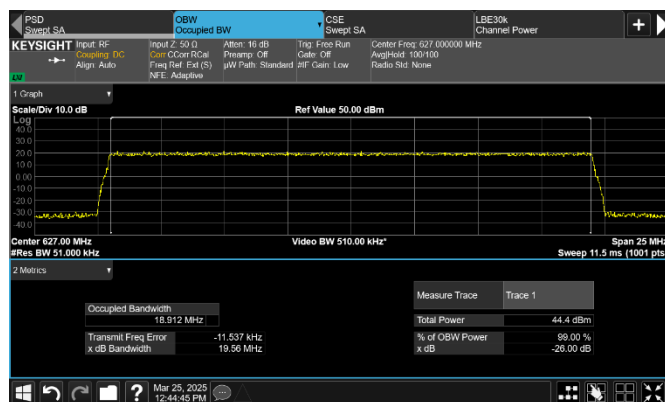 PSD
Swept SA
OBW
Occupied BW
CSE
Swept SA
LBE30k
Channel Power
KEYSIGHT
Input: RF
Coupling: DC
Align: Auto
Input Z: 50 Ω
Corr CCorr RCal
Freq Ref: Ext (S)
NFE: Adaptive
Atten: 16 dB
Preamp: Off
µW Path: Standard
Trig: Free Run
Gate: Off
#IF Gain: Low
Center Freq: 627.000000 MHz
Avg|Hold: 100/100
Radio Std: None
1 Graph
Scale/Div 10.0 dB
Ref Value 50.00 dBm
Log
40.0
30.0
20.0
10.0
0.00
-10.0
-20.0
-30.0
-40.0
Center 627.00 MHz
#Res BW 51.000 kHz
Video BW 510.00 kHz*
Span 25 MHz
Sweep 11.5 ms (1001 pts
2 Metrics
Occupied Bandwidth
18.912 MHz
Transmit Freq Error -11.537 kHz
x dB Bandwidth 19.56 MHz
Measure Trace Trace 1
Total Power 44.4 dBm
% of OBW Power 99.00 %
x dB -26.00 dB
?
Mar 25, 2025
12:44:45 PM